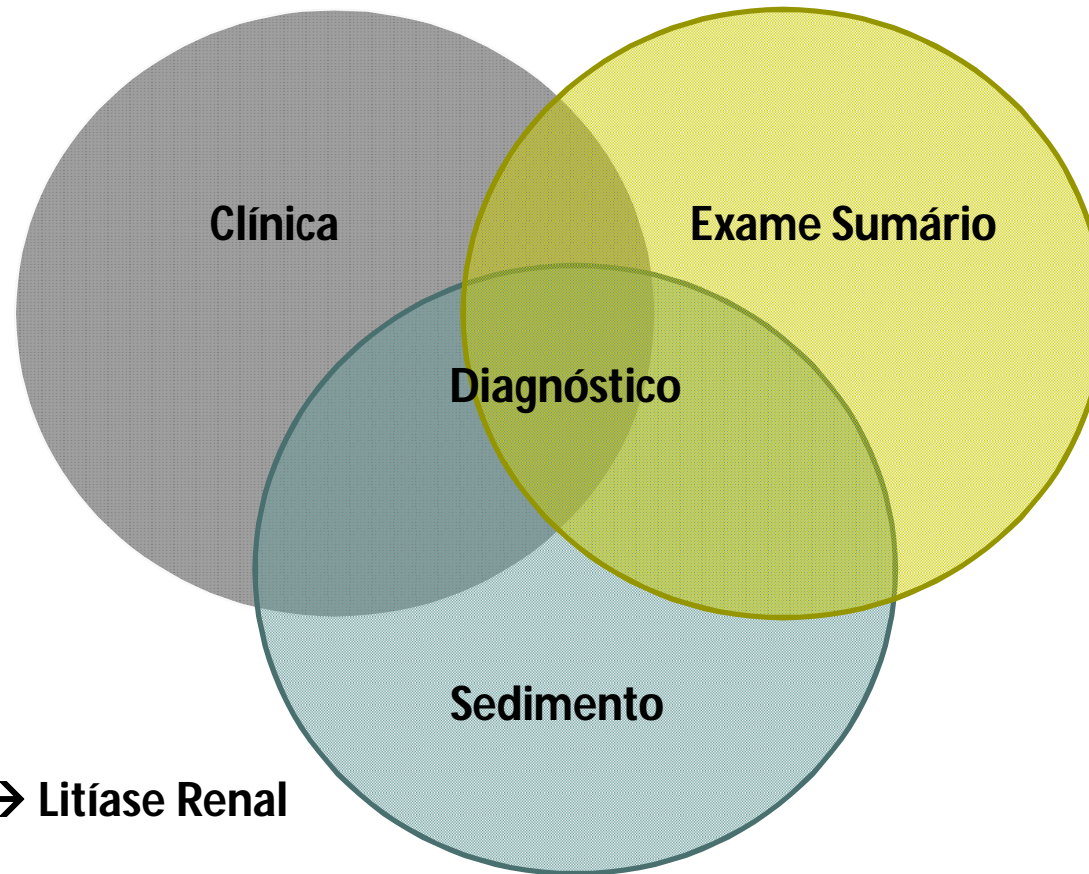 Clínica
Exame Sumário
Diagnóstico
Sedimento
→ Litíase Renal